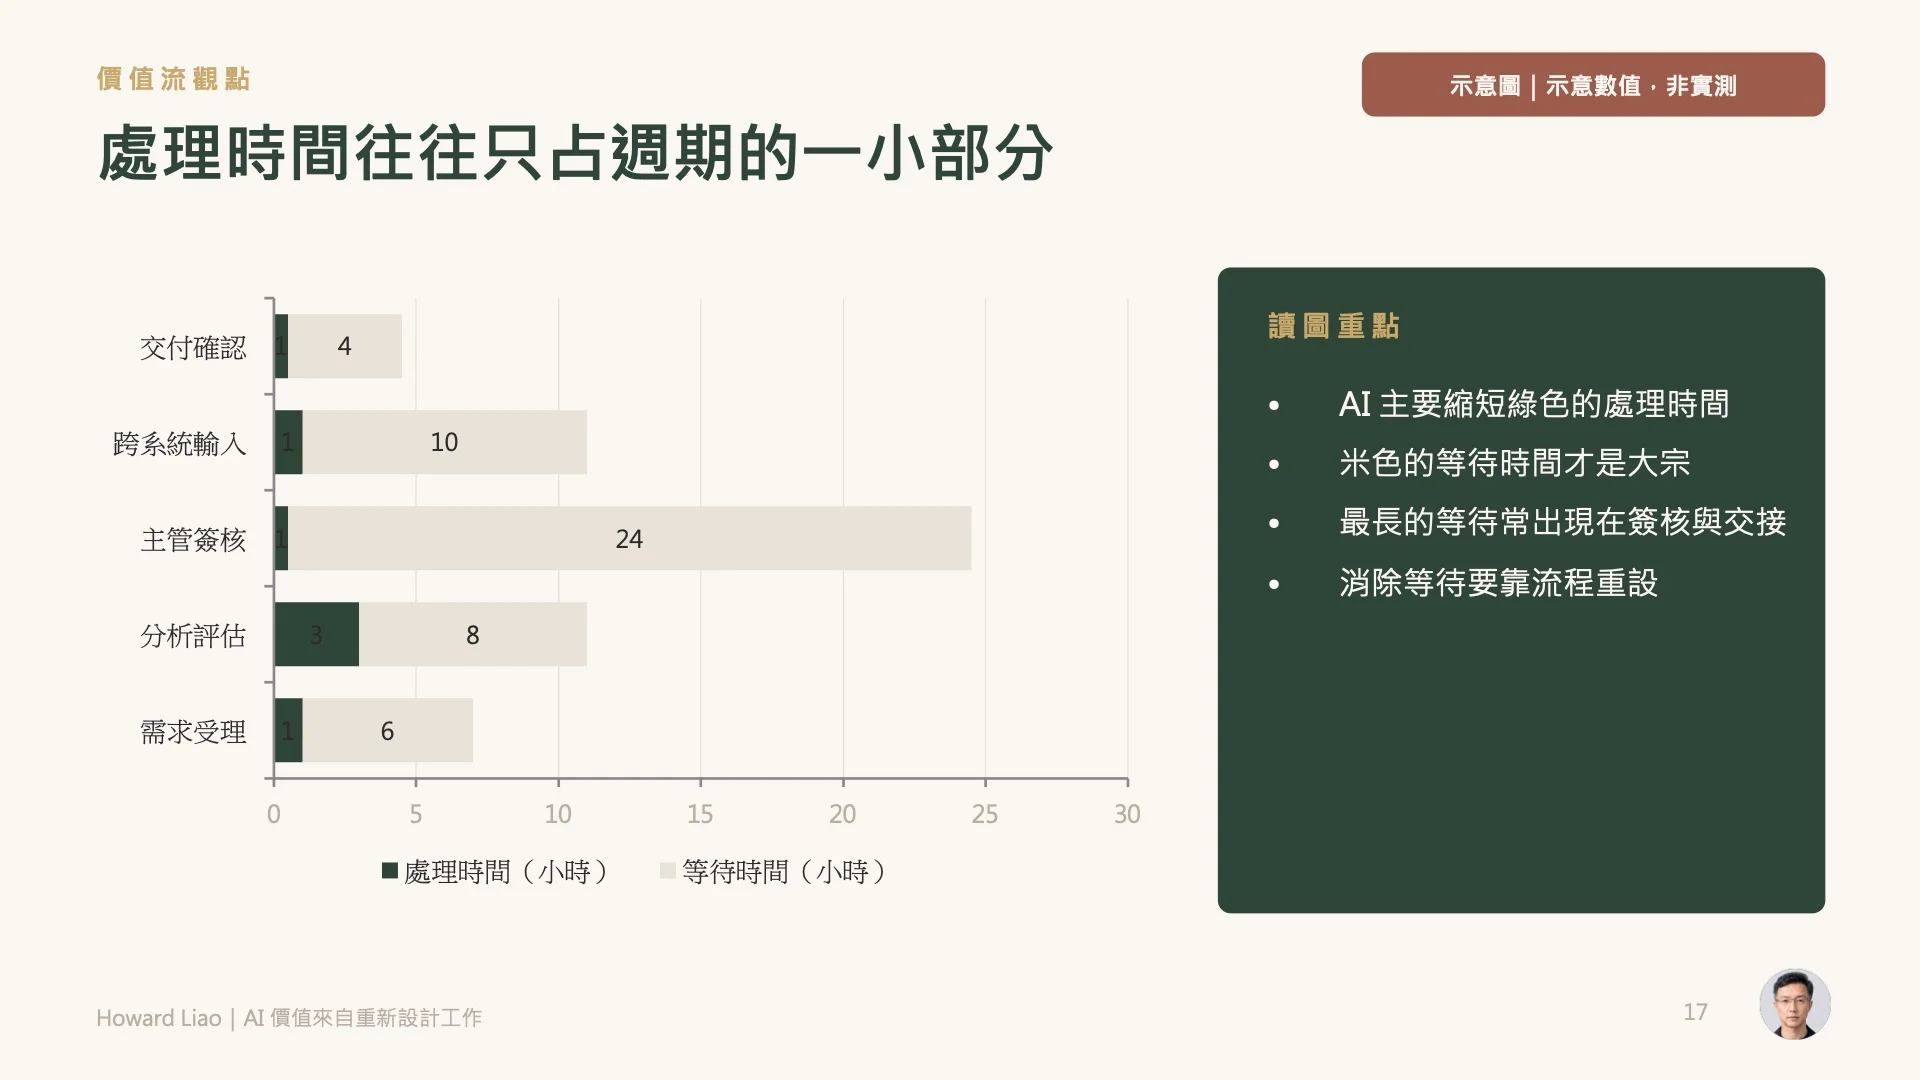 價值流觀點
示意圖｜示意數值，非實測
處理時間往往只占週期的一小部分
交付確認
1
4
跨系統輸入
1
10
主管簽核
1
24
分析評估
3
8
需求受理
1
6
0 5 10 15 20 25 30
處理時間（小時） 等待時間（小時）
讀圖重點
• AI 主要縮短綠色的處理時間
• 米色的等待時間才是大宗
• 最長的等待常出現在簽核與交接
• 消除等待要靠流程重設
Howard Liao｜AI 價值來自重新設計工作
17